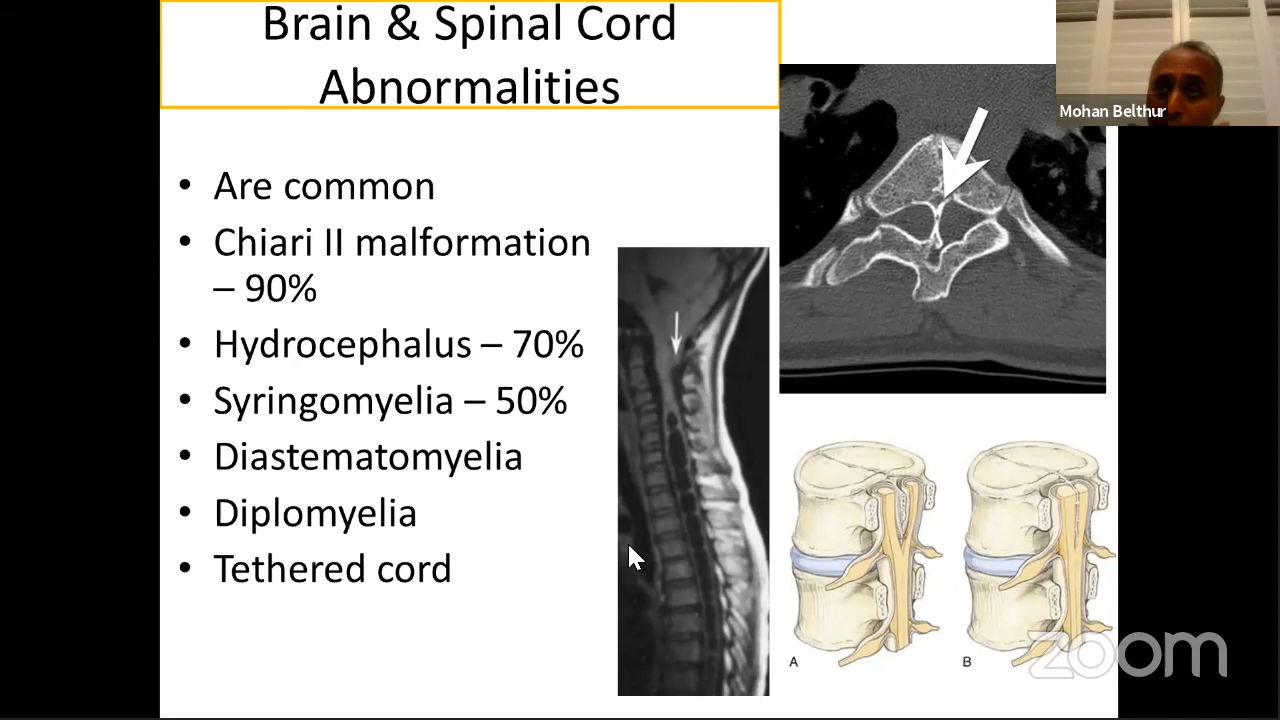 Brain & Spinal Cord
Abnormalities
Mohan Belthur
• Are common
• Chiari II malformation
– 90%
• Hydrocephalus – 70%
• Syringomyelia – 50%
• Diastematomyelia
• Diplomyelia
• Tethered cord
A
B
zoom